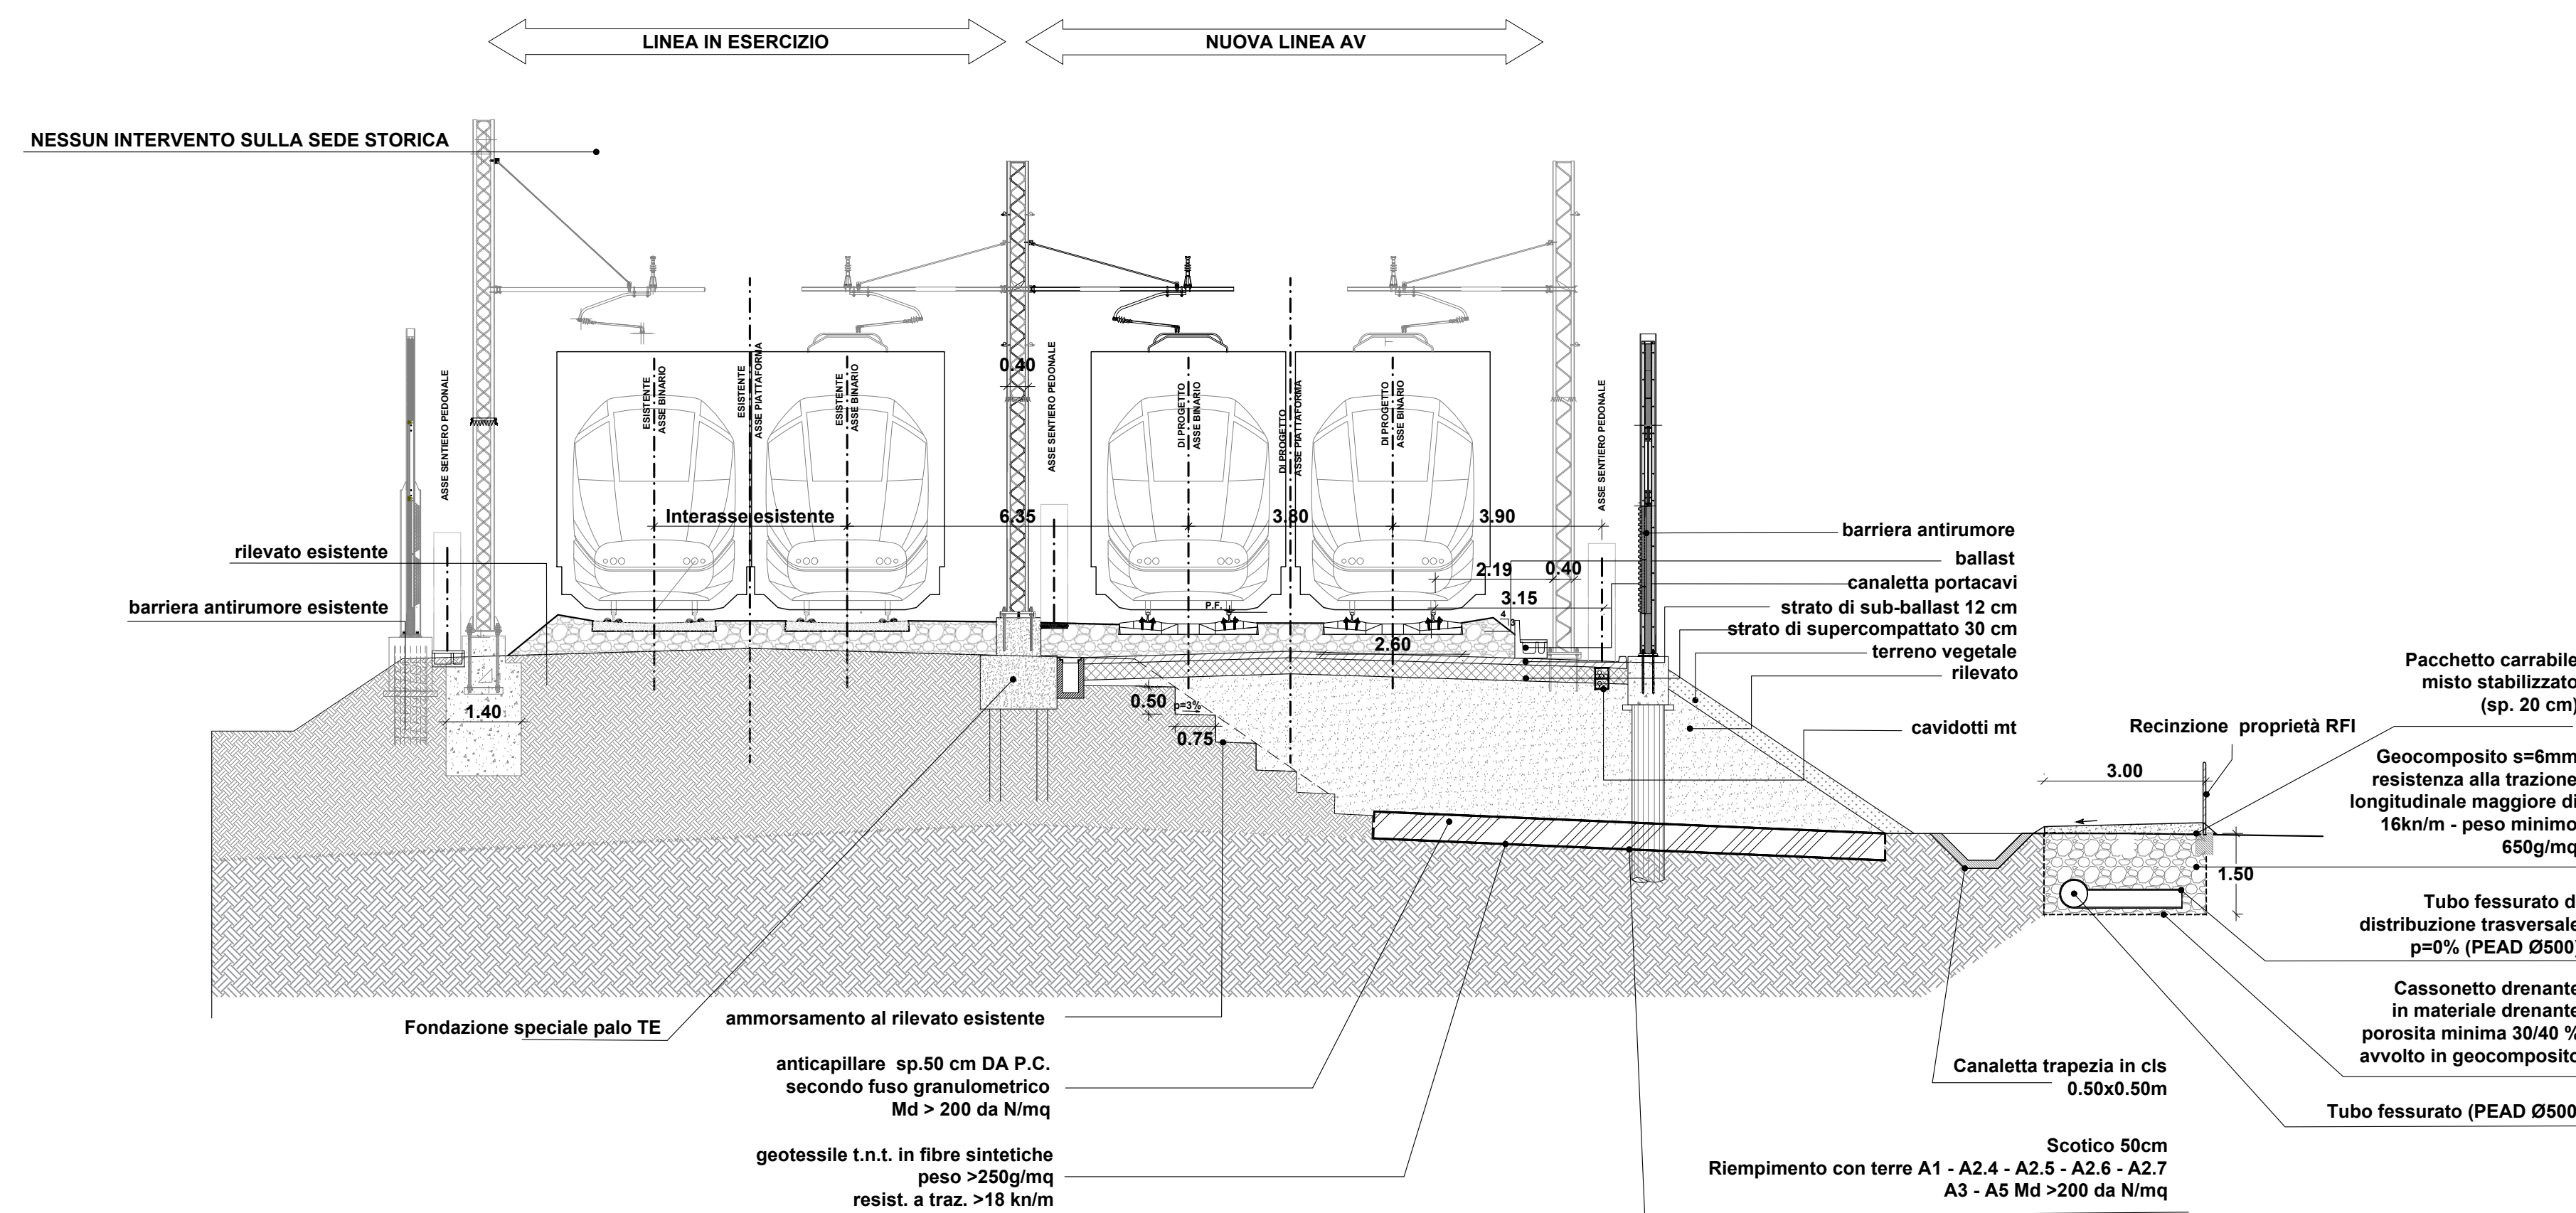 LINEA IN ESERCIZIO
NUOVA LINEA AV
NESSUN INTERVENTO SULLA SEDE STORICA
ASSE SENTIERO PEDONALE
ESISTENTE
ASSE BINARIO
ESISTENTE
ASSE PIATTAFORMA
ESISTENTE
ASSE BINARIO
0.40
ASSE SENTIERO PEDONALE
DI PROGETTO
ASSE BINARIO
DI PROGETTO
ASSE PIATTAFORMA
DI PROGETTO
ASSE BINARIO
ASSE SENTIERO PEDONALE
Interasse esistente
6.35
3.80
3.90
rilevato esistente
barriera antirumore esistente
barriera antirumore
ballast
canaletta portacavi
strato di sub-ballast 12 cm
strato di supercompattato 30 cm
terreno vegetale
rilevato
cavidotti mt
2.19
0.40
3.15
P.F.
4
3
2.60
1.40
0.50
p=3%
0.75
Pacchetto carrabile
misto stabilizzato
(sp. 20 cm)
Recinzione proprietà RFI
3.00
Geocomposito s=6mm
resistenza alla trazione
longitudinale maggiore di
16kn/m - peso minimo
650g/mq
1.50
Tubo fessurato d
distribuzione trasversale
p=0% (PEAD Ø500)
Cassonetto drenante
in materiale drenante
porosita minima 30/40 %
avvolto in geocomposito
Tubo fessurato (PEAD Ø500
Fondazione speciale palo TE
ammorsamento al rilevato esistente
anticapillare sp.50 cm DA P.C.
secondo fuso granulometrico
Md > 200 da N/mq
geotessile t.n.t. in fibre sintetiche
peso >250g/mq
resist. a traz. >18 kn/m
Canaletta trapezia in cls
0.50x0.50m
Scotico 50cm
Riempimento con terre A1 - A2.4 - A2.5 - A2.6 - A2.7
A3 - A5 Md >200 da N/mq